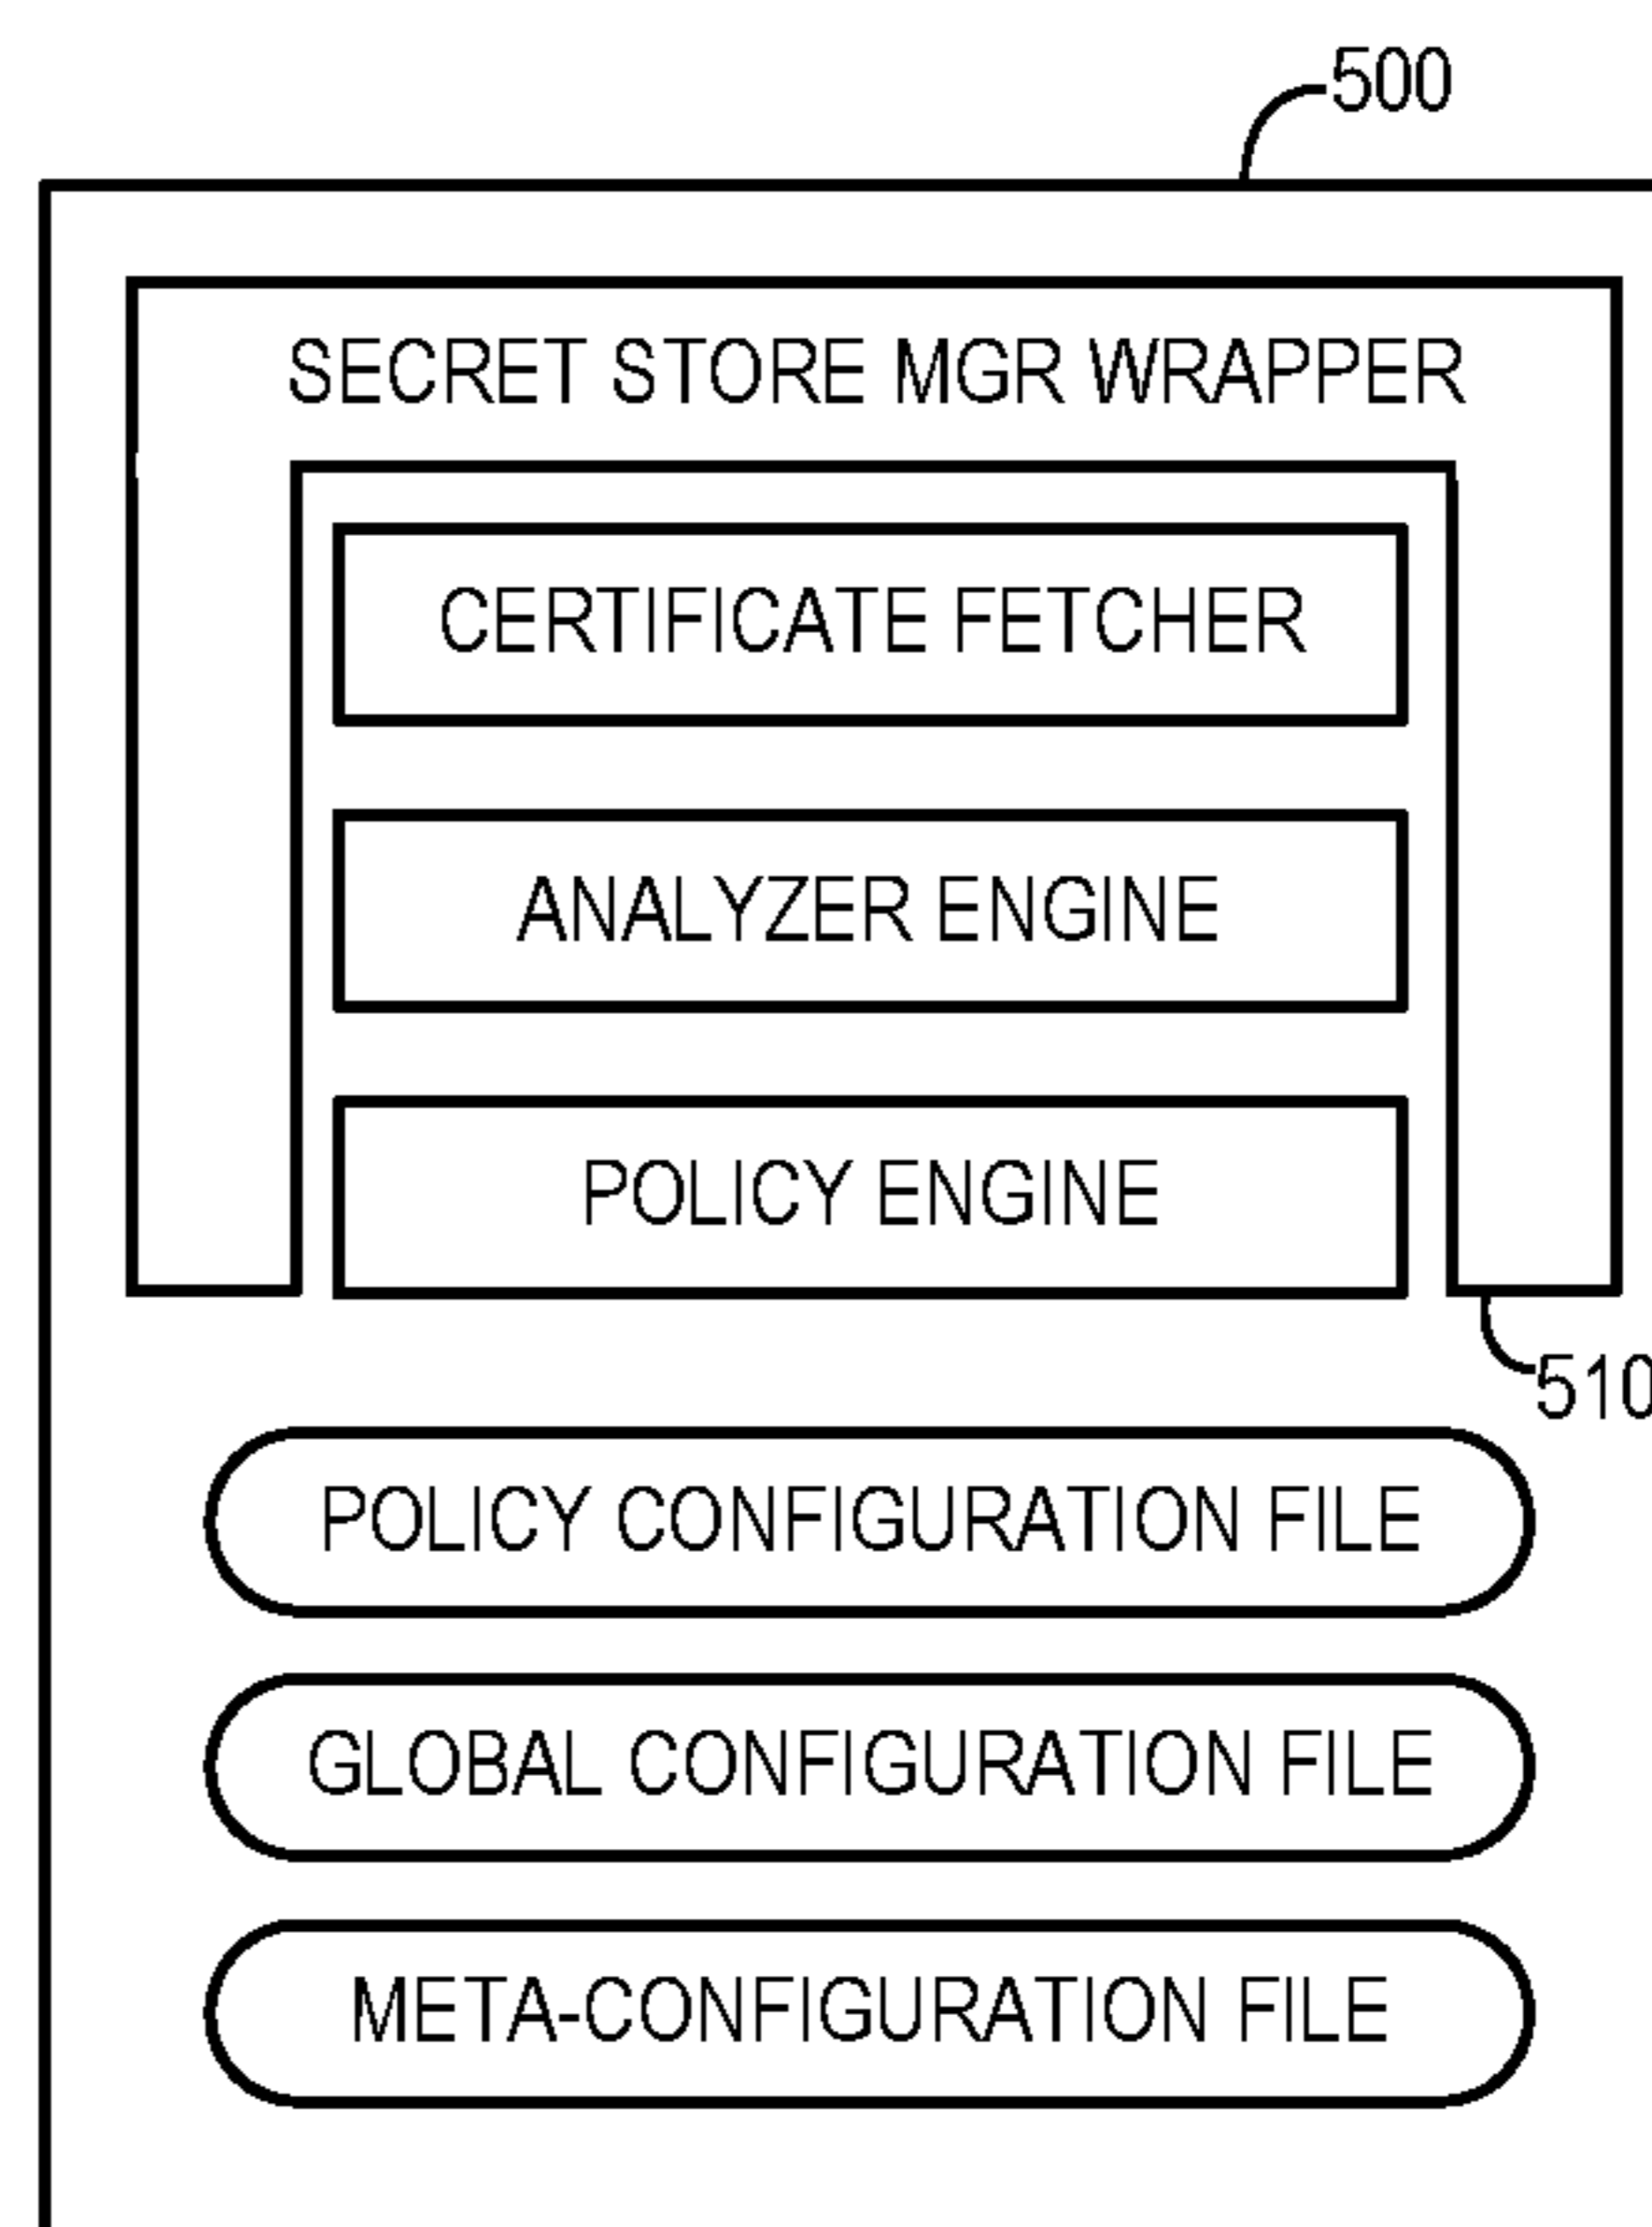 500
SECRET STORE MGR WRAPPER
CERTIFICATE FETCHER
ANALYZER ENGINE
POLICY ENGINE
510
POLICY CONFIGURATION FILE
GLOBAL CONFIGURATION FILE
META-CONFIGURATION FILE